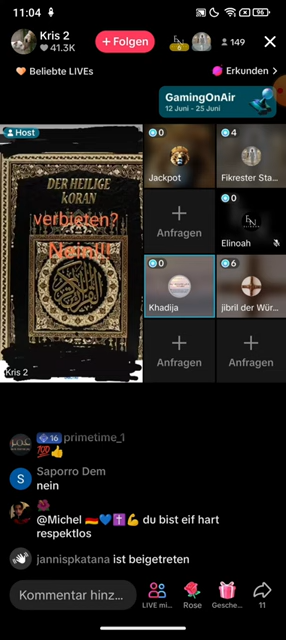 11:04
96
Kris 2
41.3K
+ Folgen
6
149
Beliebte LIVEs
Erkunden >
GamingOnAir
12 Juni - 25 Juni
Host
DER HEILIGE
KORAN
verbieten?
Nein!!!
Kris 2
0
Jackpot
4
Fikrester Sta...
Anfragen
0
Elinoah
0
Khadija
6
jibril der Wür...
Anfragen
Anfragen
16 primetime_1
💯👍
S
Saporro Dem
nein
🌺
@Michel 🇩🇪💙✝️💪 du bist eif hart
respektlos
jannispkatana ist beigetreten
Kommentar hinz...
LIVE mi...
Rose
Gesche...
11